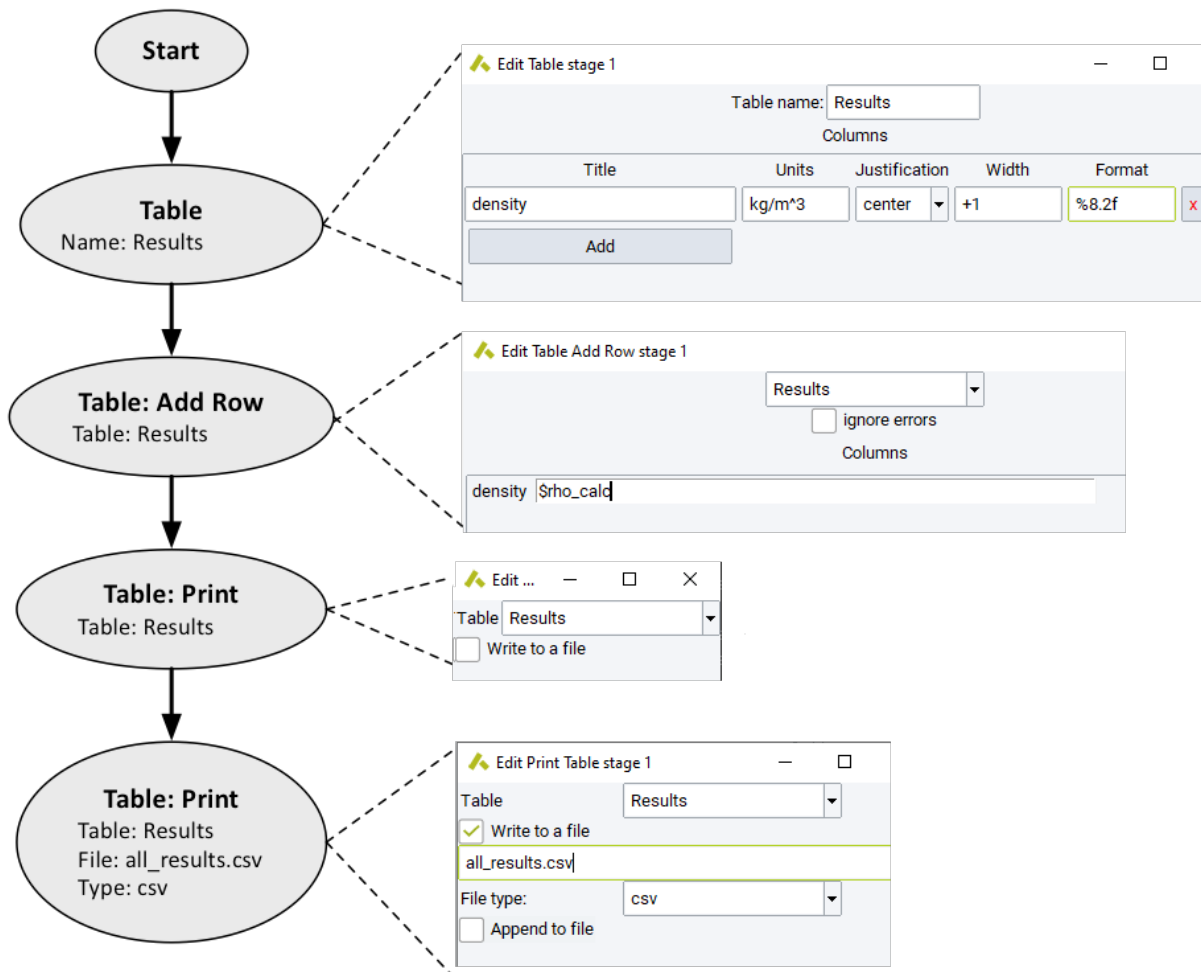 Start
Table
Name: Results
Edit Table stage 1
Table name: Results
Columns
Title Units Justification Width Format
density kg/m^3 center +1 %8.2f x
Add
Table: Add Row
Table: Results
Edit Table Add Row stage 1
Results
ignore errors
Columns
density $rho_calc
Table: Print
Table: Results
Edit ...
Table Results
Write to a file
Table: Print
Table: Results
File: all_results.csv
Type: csv
Edit Print Table stage 1
Table Results
Write to a file
all_results.csv
File type: csv
Append to file